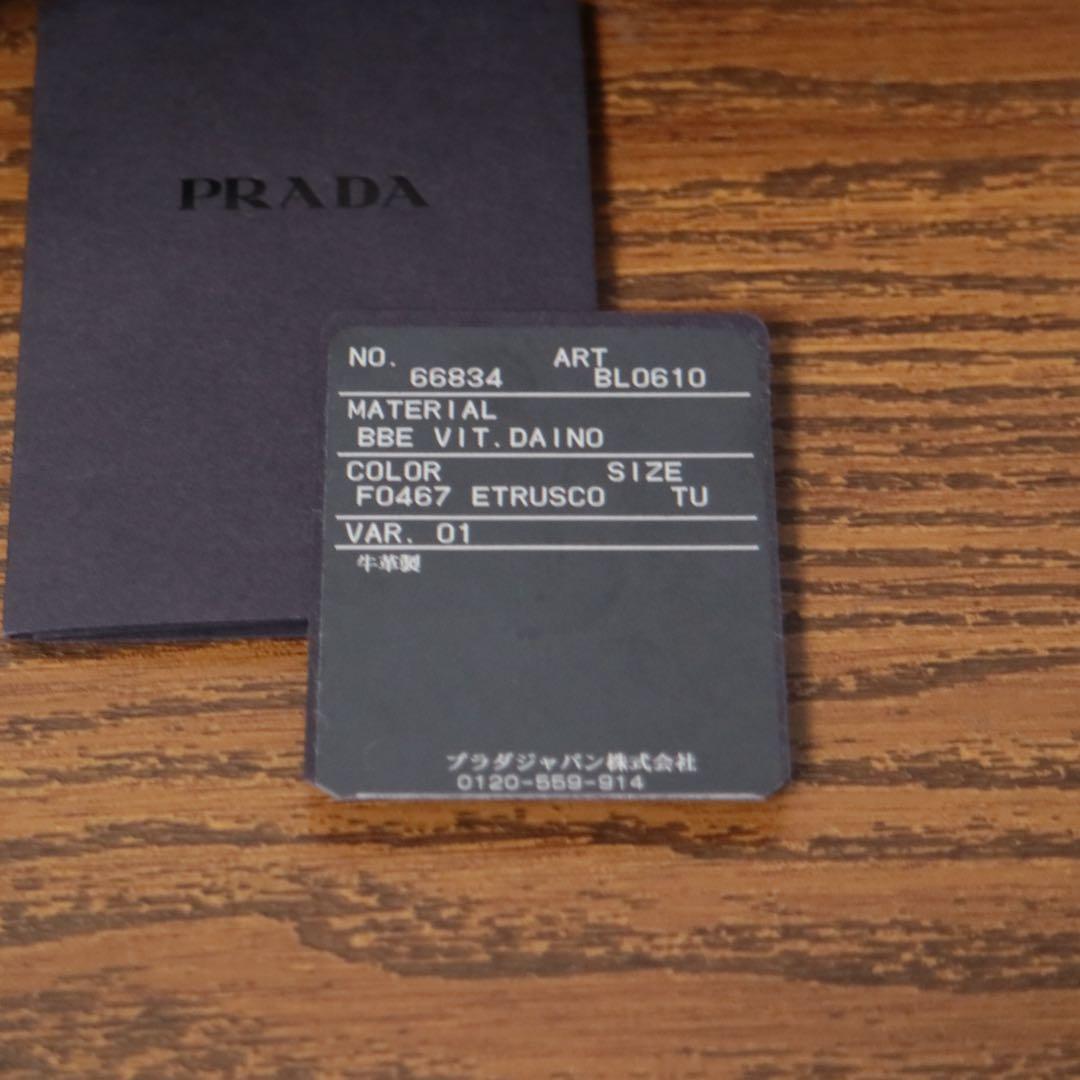 PRADA
NO. ART
66834 BL0610
MATERIAL
BBE VIT.DAINO
COLOR SIZE
F0467 ETRUSCO TU
VAR. 01
牛革製
プラダジャパン株式会社
0120-559-914